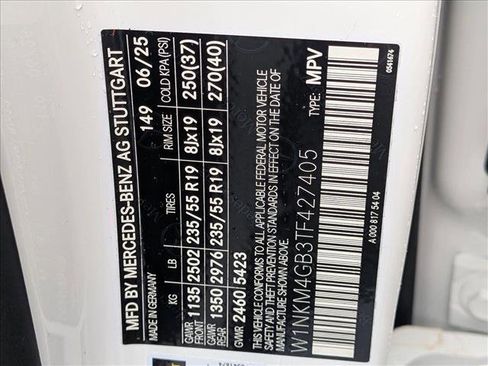 MFD BY MERCEDES-BENZ AG STUTTGART
MADE IN GERMANY 149 06/25
KG LB TIRES RIM SIZE COLD KPA(PSI)
GAWR FRONT 1135 2502 235/55 R19 8Jx19 250(37)
GAWR REAR 1350 2976 235/55 R19 8Jx19 270(40)
GVWR 2460 5423
THIS VEHICLE CONFORMS TO ALL APPLICABLE FEDERAL MOTOR VEHICLE
SAFETY AND THEFT PREVENTION STANDARDS IN EFFECT ON THE DATE OF
MANUFACTURE SHOWN ABOVE.
W1NKM4GB3TF427405 TYPE: MPV
A 000 817 54 04 0541674